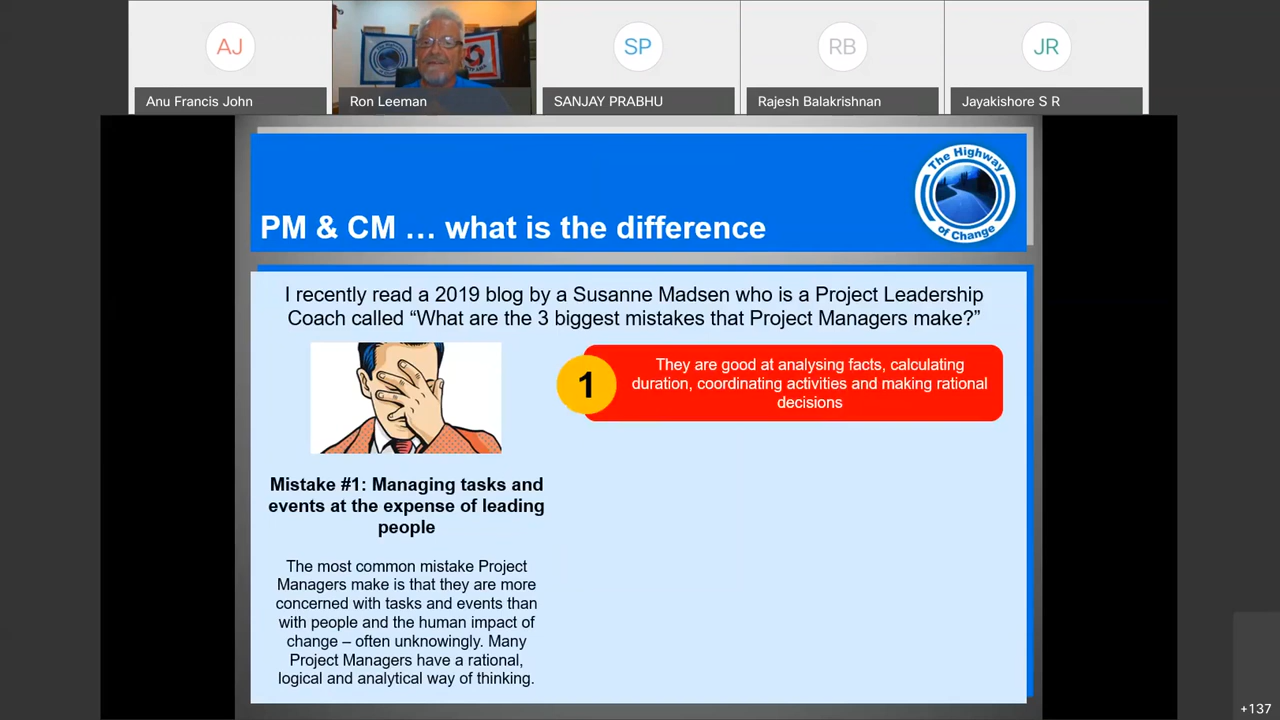 AJ
SP
RB
JR
Anu Francis John
Ron Leeman
SANJAY PRABHU
Rajesh Balakrishnan
Jayakishore S R
The Highway
of Change
PM & CM … what is the difference
I recently read a 2019 blog by a Susanne Madsen who is a Project Leadership
Coach called “What are the 3 biggest mistakes that Project Managers make?”
1
They are good at analysing facts, calculating
duration, coordinating activities and making rational
decisions
Mistake #1: Managing tasks and
events at the expense of leading
people
The most common mistake Project
Managers make is that they are more
concerned with tasks and events than
with people and the human impact of
change – often unknowingly. Many
Project Managers have a rational,
logical and analytical way of thinking.
+137